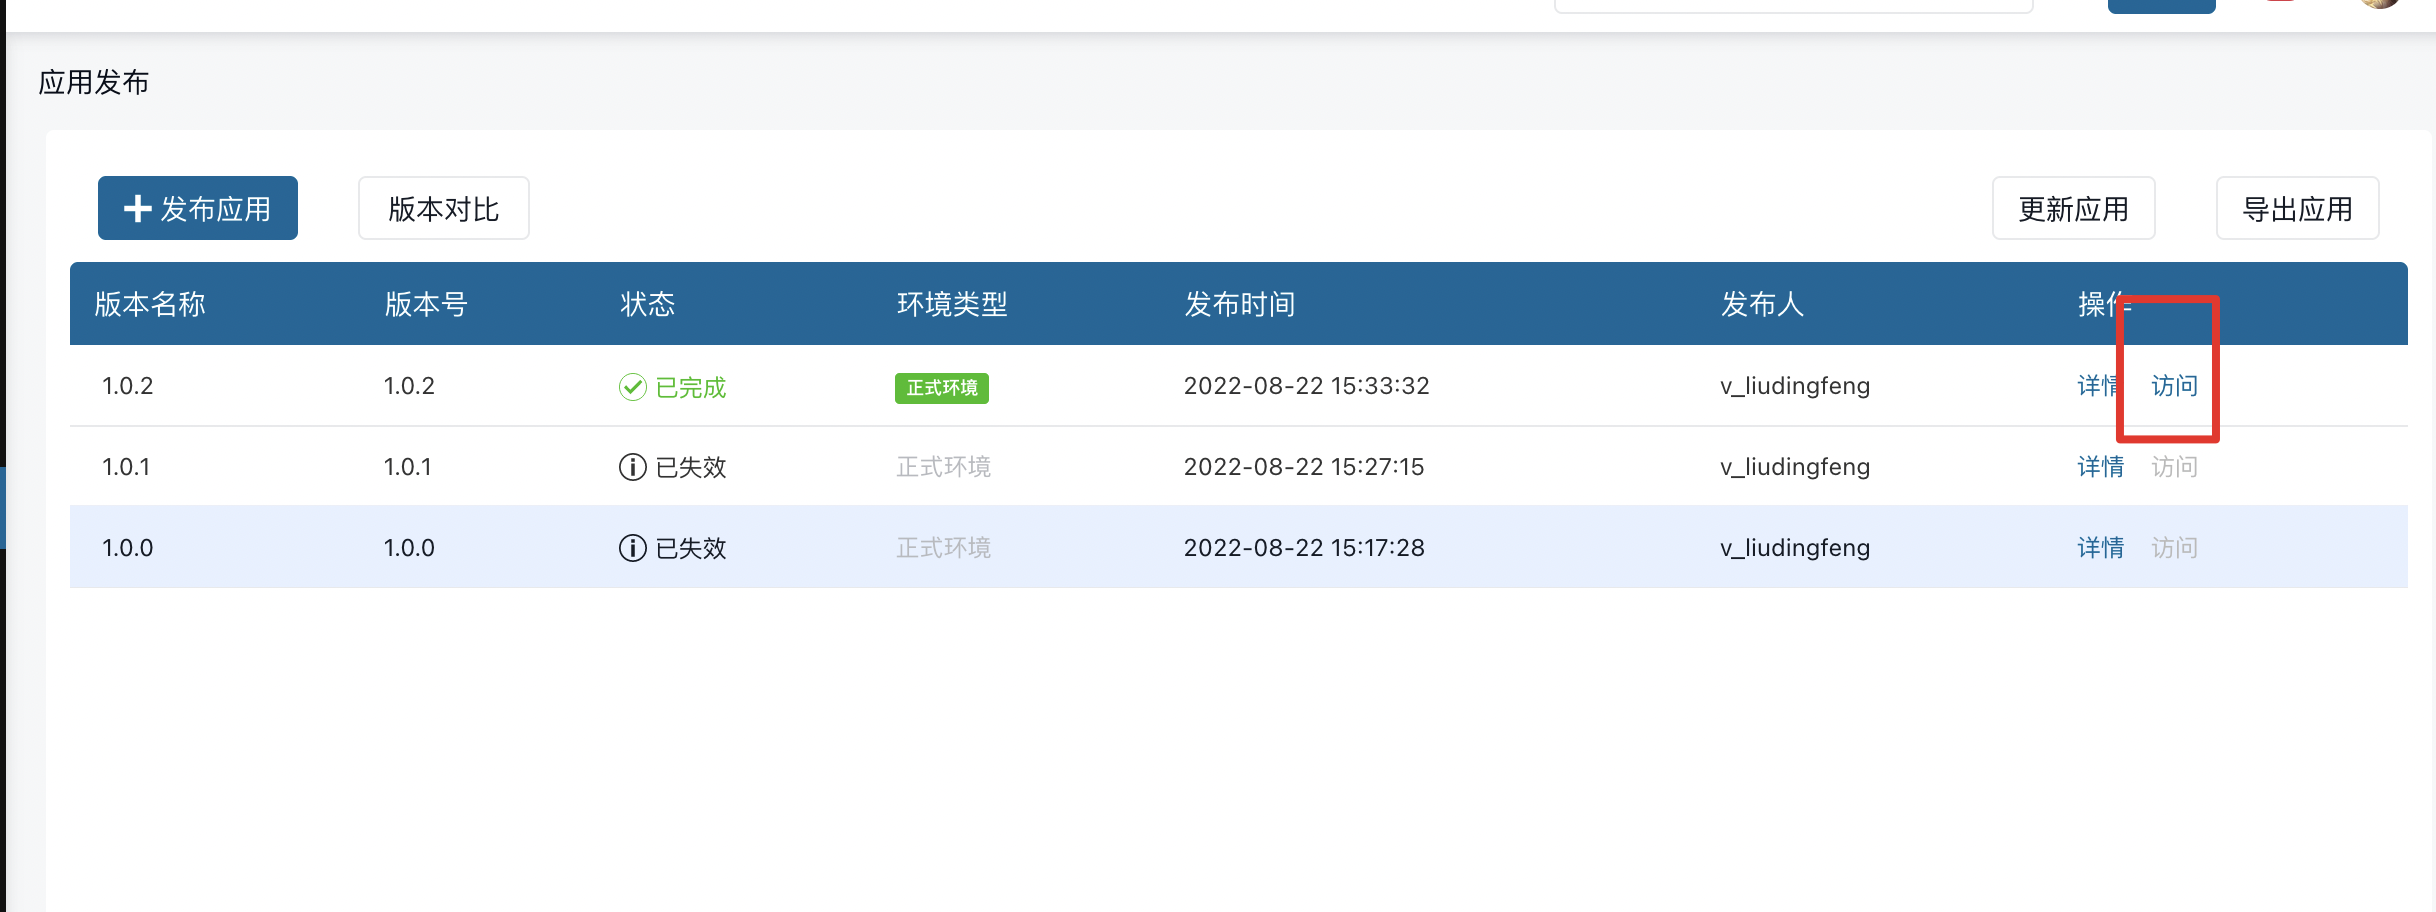 应用发布
发布应用 版本对比 更新应用 导出应用
版本名称 版本号 状态 环境类型 发布时间 发布人 操作
1.0.2 1.0.2 已完成 正式环境 2022-08-22 15:33:32 v_liudingfeng 详情 访问
1.0.1 1.0.1 已失效 正式环境 2022-08-22 15:27:15 v_liudingfeng 详情 访问
1.0.0 1.0.0 已失效 正式环境 2022-08-22 15:17:28 v_liudingfeng 详情 访问